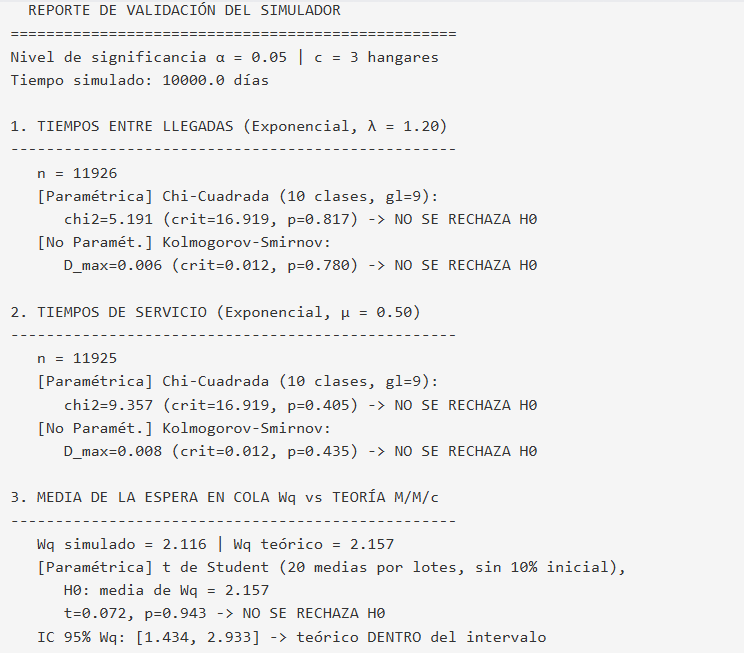 REPORTE DE VALIDACIÓN DEL SIMULADOR
==================================================
Nivel de significancia α = 0.05 | c = 3 hangares
Tiempo simulado: 10000.0 días

1. TIEMPOS ENTRE LLEGADAS (Exponencial, λ = 1.20)
--------------------------------------------------
n = 11926
[Paramétrica] Chi-Cuadrada (10 clases, gl=9):
chi2=5.191 (crit=16.919, p=0.817) -> NO SE RECHAZA H0
[No Paramét.] Kolmogorov-Smirnov:
D_max=0.006 (crit=0.012, p=0.780) -> NO SE RECHAZA H0

2. TIEMPOS DE SERVICIO (Exponencial, μ = 0.50)
--------------------------------------------------
n = 11925
[Paramétrica] Chi-Cuadrada (10 clases, gl=9):
chi2=9.357 (crit=16.919, p=0.405) -> NO SE RECHAZA H0
[No Paramét.] Kolmogorov-Smirnov:
D_max=0.008 (crit=0.012, p=0.435) -> NO SE RECHAZA H0

3. MEDIA DE LA ESPERA EN COLA Wq vs TEORÍA M/M/c
--------------------------------------------------
Wq simulado = 2.116 | Wq teórico = 2.157
[Paramétrica] t de Student (20 medias por lotes, sin 10% inicial),
H0: media de Wq = 2.157
t=0.072, p=0.943 -> NO SE RECHAZA H0
IC 95% Wq: [1.434, 2.933] -> teórico DENTRO del intervalo